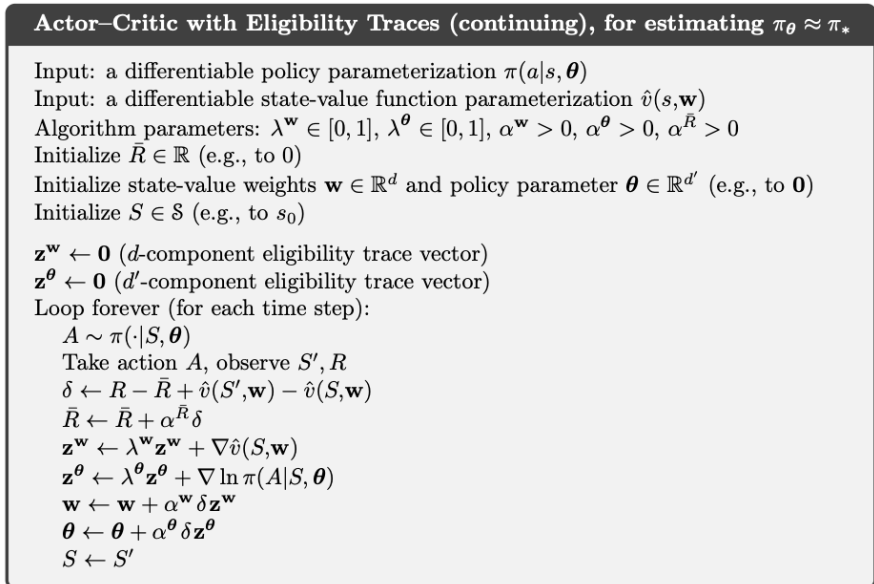 Actor–Critic with Eligibility Traces (continuing), for estimating π_θ ≈ π_*
Input: a differentiable policy parameterization π(a|s, θ)
Input: a differentiable state-value function parameterization v̂(s,w)
Algorithm parameters: λ^w ∈ [0, 1], λ^θ ∈ [0, 1], α^w > 0, α^θ > 0, α^R̄ > 0
Initialize R̄ ∈ ℝ (e.g., to 0)
Initialize state-value weights w ∈ ℝ^d and policy parameter θ ∈ ℝ^d′ (e.g., to 0)
Initialize S ∈ 𝒮 (e.g., to s₀)
z^w ← 0 (d-component eligibility trace vector)
z^θ ← 0 (d′-component eligibility trace vector)
Loop forever (for each time step):
A ∼ π(·|S, θ)
Take action A, observe S′, R
δ ← R − R̄ + v̂(S′,w) − v̂(S,w)
R̄ ← R̄ + α^R̄ δ
z^w ← λ^w z^w + ∇v̂(S,w)
z^θ ← λ^θ z^θ + ∇ ln π(A|S, θ)
w ← w + α^w δz^w
θ ← θ + α^θ δz^θ
S ← S′